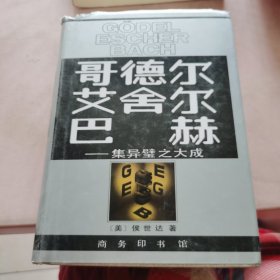 GÖDEL
ESCHER
BACH
哥德尔
艾舍尔
巴赫
——集异璧之大成
〔美〕侯世达 著
商务印书馆